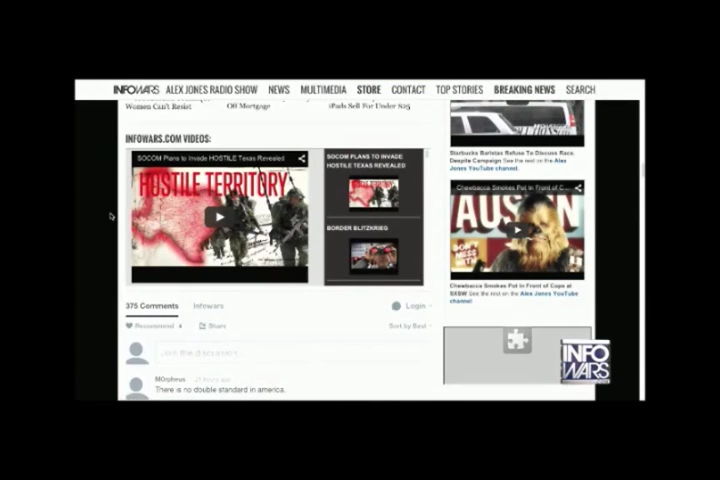 INFOWARS ALEX JONES RADIO SHOW NEWS MULTIMEDIA STORE CONTACT TOP STORIES BREAKING NEWS SEARCH
Women Can't Resist
Off Mortgage
iPads Sell For Under $25
INFOWARS.COM VIDEOS:
SOCOM Plans to Invade HOSTILE Texas Revealed
HOSTILE TERRITORY
SOCOM PLANS TO INVADE
HOSTILE TEXAS REVEALED
BORDER BLITZKRIEG
Starbucks Baristas Refuse To Discuss Race,
Despite Campaign See the rest on the Alex
Jones YouTube channel.
Chewbacca Smokes Pot In Front of C...
AUSTIN
DON'T
MESS
WITH
Chewbacca Smokes Pot In Front of Cops at
SXSW See the rest on the Alex Jones YouTube
channel.
375 Comments Infowars Login
Recommend 4 Share Sort by Best
Join the discussion...
M0rpheus
There is no double standard in america.
INFO
WARS